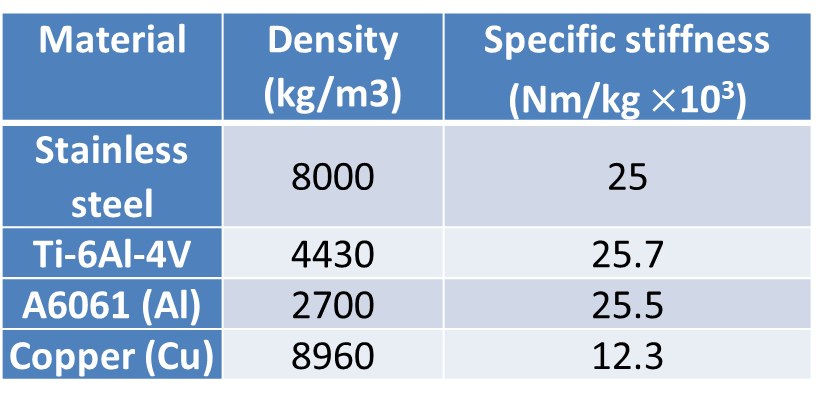 Material Density Specific stiffness
(kg/m3) (Nm/kg ×10³)
Stainless
steel 8000 25
Ti-6Al-4V 4430 25.7
A6061 (Al) 2700 25.5
Copper (Cu) 8960 12.3